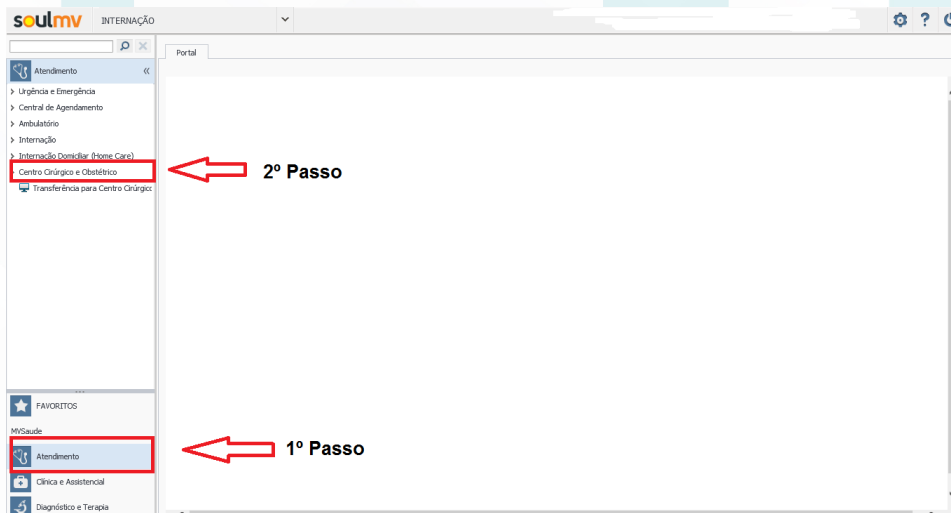 soulmv INTERNAÇÃO
Portal
Atendimento
Urgência e Emergência
Central de Agendamento
Ambulatório
Internação
Internação Domiciliar (Home Care)
Centro Cirúrgico e Obstétrico
2º Passo
Transferência para Centro Cirúrgico
FAVORITOS
MVSaude
1º Passo
Atendimento
Clínica e Assistencial
Diagnóstico e Terapia